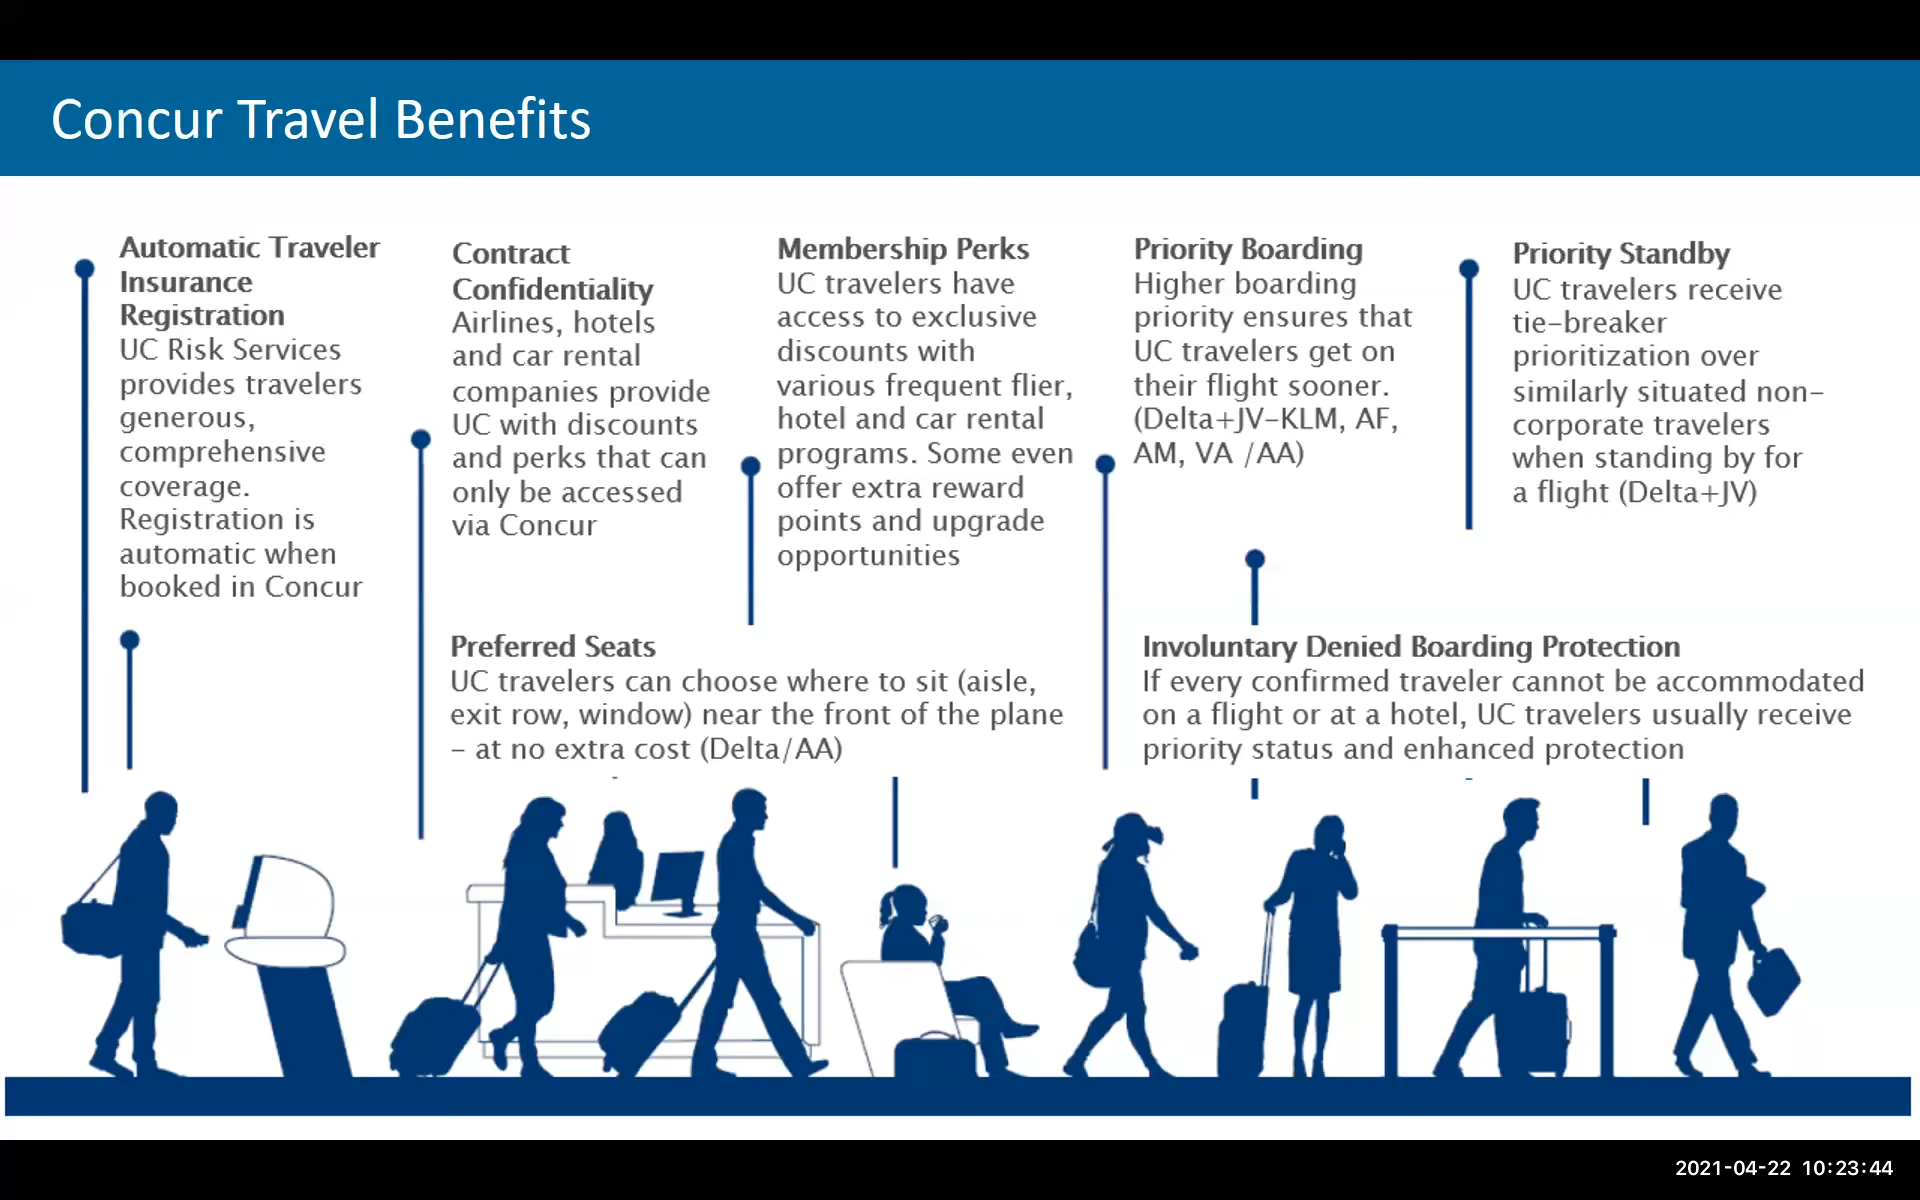 Concur Travel Benefits
Automatic Traveler
Insurance
Registration
UC Risk Services
provides travelers
generous,
comprehensive
coverage.
Registration is
automatic when
booked in Concur
Contract
Confidentiality
Airlines, hotels
and car rental
companies provide
UC with discounts
and perks that can
only be accessed
via Concur
Membership Perks
UC travelers have
access to exclusive
discounts with
various frequent flier,
hotel and car rental
programs. Some even
offer extra reward
points and upgrade
opportunities
Priority Boarding
Higher boarding
priority ensures that
UC travelers get on
their flight sooner.
(Delta+JV-KLM, AF,
AM, VA /AA)
Priority Standby
UC travelers receive
tie-breaker
prioritization over
similarly situated non-
corporate travelers
when standing by for
a flight (Delta+JV)
Preferred Seats
UC travelers can choose where to sit (aisle,
exit row, window) near the front of the plane
- at no extra cost (Delta/AA)
Involuntary Denied Boarding Protection
If every confirmed traveler cannot be accommodated
on a flight or at a hotel, UC travelers usually receive
priority status and enhanced protection
2021-04-22 10:23:44